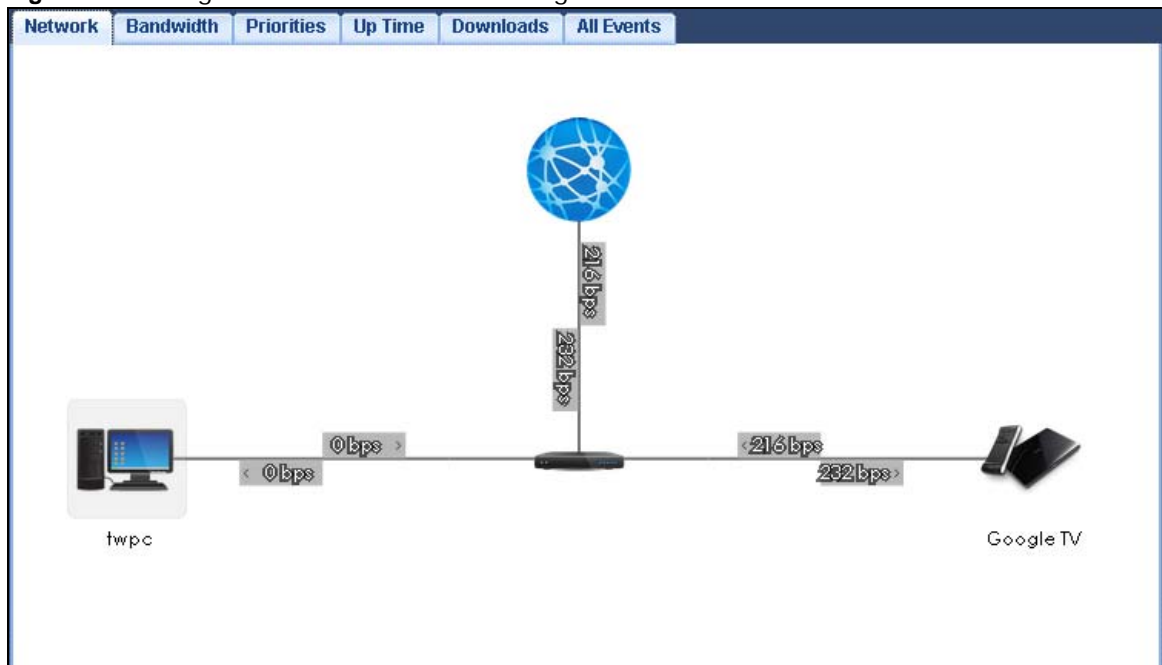 Network Bandwidth Priorities Up Time Downloads All Events
216 bps
232 bps
0 bps >
< 216 bps
< 0 bps
232 bps >
twpc
Google TV